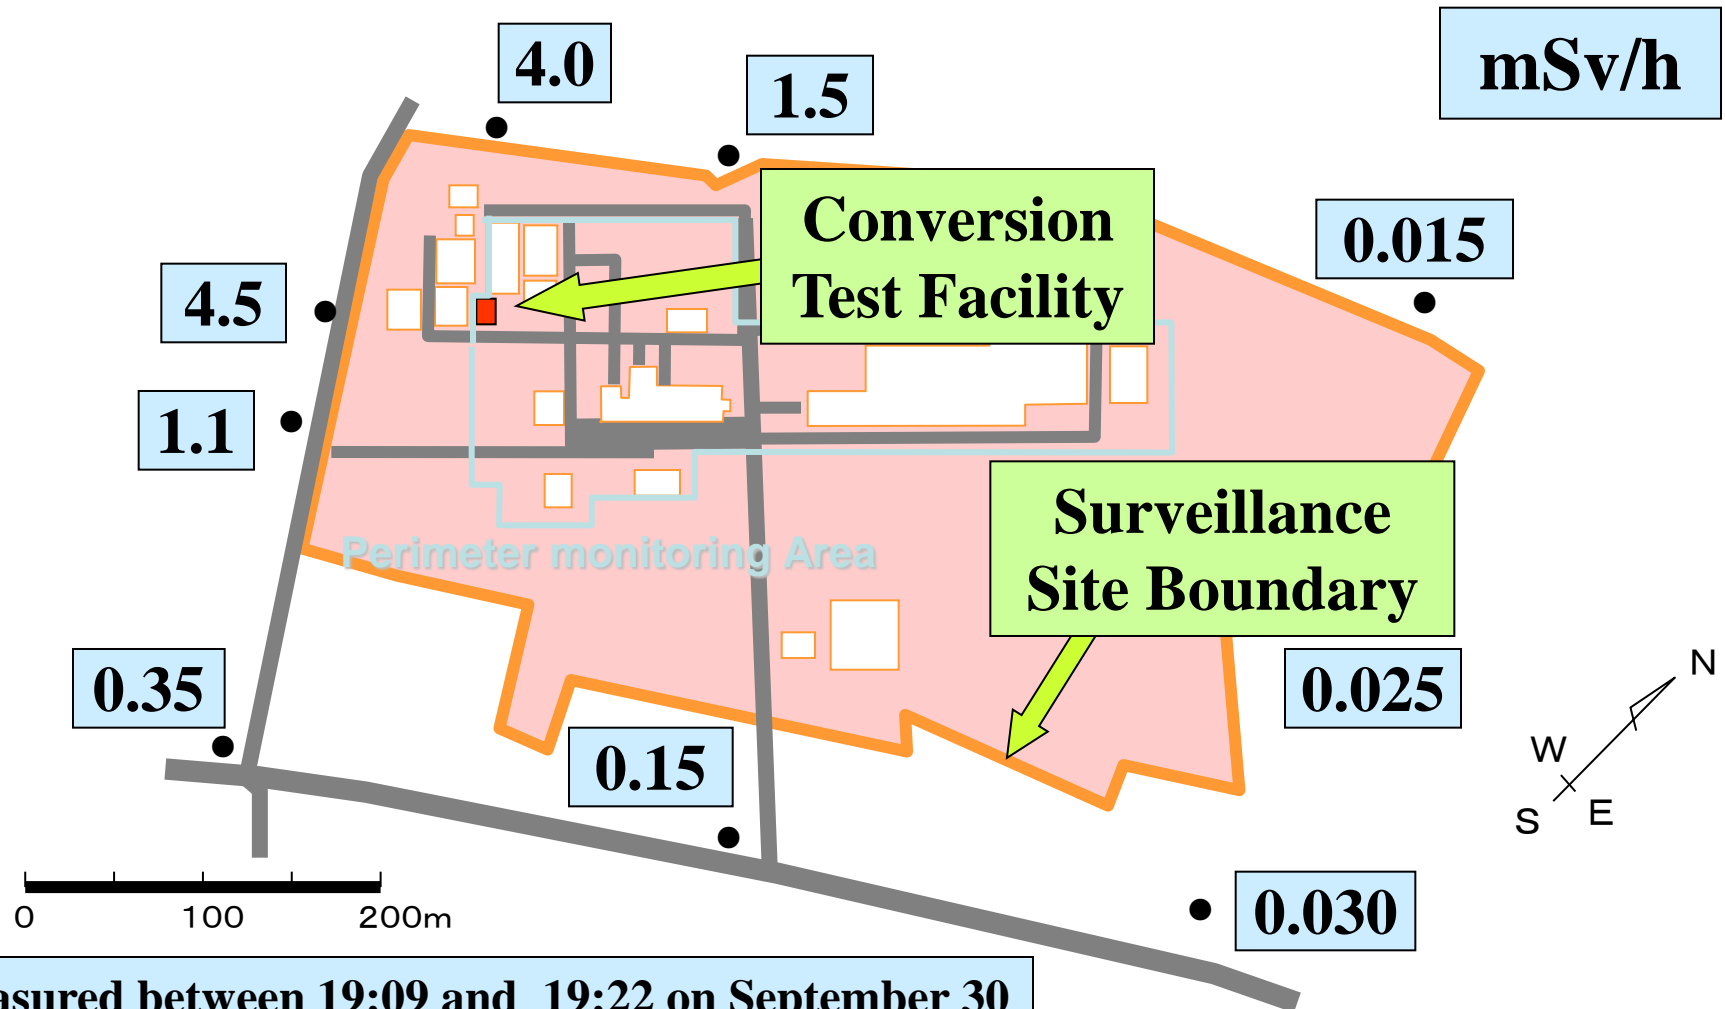 mSv/h
4.0
1.5
Conversion
Test Facility
0.015
4.5
1.1
Surveillance
Site Boundary
Perimeter monitoring Area
0.35
0.025
0.15
N
W
S
E
0.030
0 100 200m
between 19:09 and 19:22 on September 30